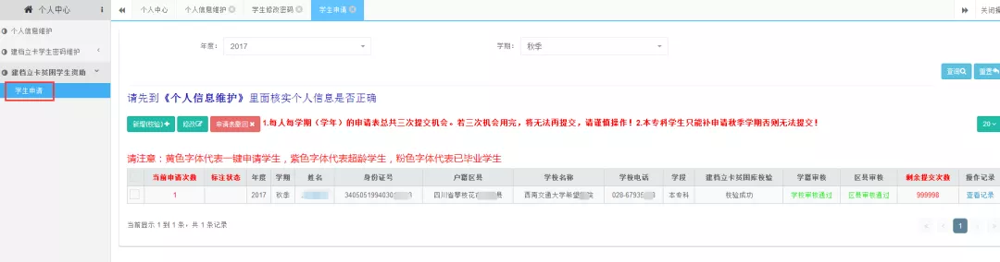 个人中心
个人中心 个人信息维护 学生修改密码 学生申请 关闭操
个人信息维护
建档立卡学生密码维护
建档立卡贫困学生资助
学生申请
年度: 2017 学期: 秋季
查询 重置
请先到《个人信息维护》里面核实个人信息是否正确
新增(校验) 修改 申请表撤回 1.每人每学期（学年）的申请表总共三次提交机会。若三次机会用完，将无法再提交，请谨慎操作！2.本专科学生只能补申请秋季学期否则无法提交！ 20
请注意：黄色字体代表一键申请学生，紫色字体代表超龄学生，粉色字体代表已毕业学生
当前申请次数 标注状态 年度 学期 姓名 身份证号 户籍区县 学校名称 学校电话 学段 建档立卡贫困库校验 学籍审核 区县审核 剩余提交次数 操作记录
1 2017 秋季 3405051994030 四川省攀枝花 县 西南交通大学希望 028-67935 本专科 校验成功 学校审核通过 区县审核通过 999998 查看记录
当前显示 1 到 1 条，共 1 条记录
1